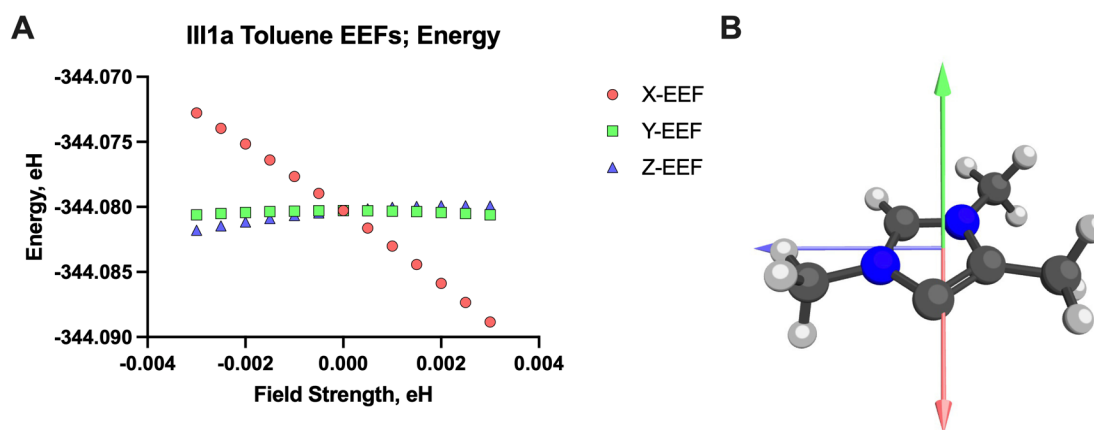 A
III1a Toluene EEFs; Energy
Energy, eH
-344.070
-344.075
-344.080
-344.085
-344.090
-0.004
-0.002
0.000
0.002
0.004
Field Strength, eH
X-EEF
Y-EEF
Z-EEF
B